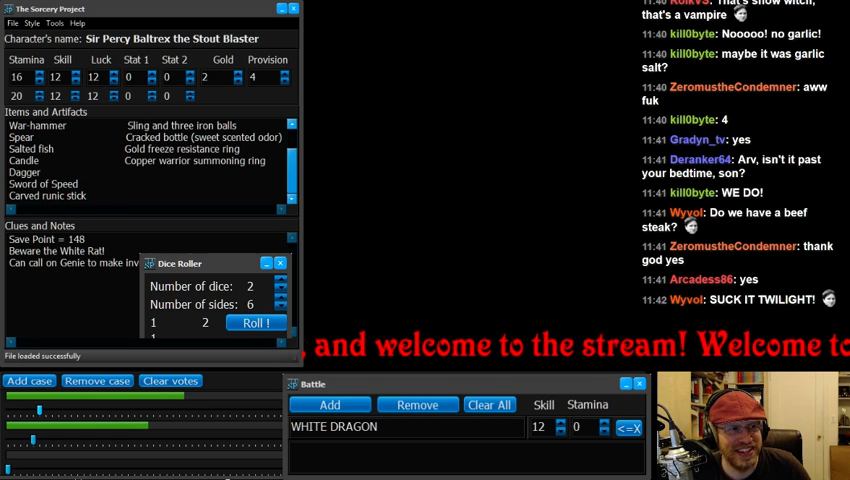 The Sorcery Project
File Style Tools Help
Character's name: Sir Percy Baltrex the Stout Blaster
Stamina Skill Luck Stat 1 Stat 2 Gold Provision
16 12 12 0 0 2 4
20 12 12 0 0
Items and Artifacts
War-hammer Sling and three iron balls
Spear Cracked bottle (sweet scented odor)
Salted fish Gold freeze resistance ring
Candle Copper warrior summoning ring
Dagger
Sword of Speed
Carved runic stick
Clues and Notes
Save Point = 148
Beware the White Rat!
Can call on Genie to make inv
Dice Roller
Number of dice: 2
Number of sides: 6
1 2 Roll !
File loaded successfully
, and welcome to the stream! Welcome to
Add case Remove case Clear votes
Battle
Add Remove Clear All Skill Stamina
WHITE DRAGON 12 0 <=X
that's a vampire
11:40 kill0byte: Nooooo! no garlic!
11:40 kill0byte: maybe it was garlic
salt?
11:40 ZeromustheCondemner: aww
fuk
11:40 kill0byte: 4
11:41 Gradyn_tv: yes
11:41 Deranker64: Arv, isn't it past
your bedtime, son?
11:41 kill0byte: WE DO!
11:41 Wyvol: Do we have a beef
steak?
11:41 ZeromustheCondemner: thank
god yes
11:41 Arcadess86: yes
11:42 Wyvol: SUCK IT TWILIGHT!